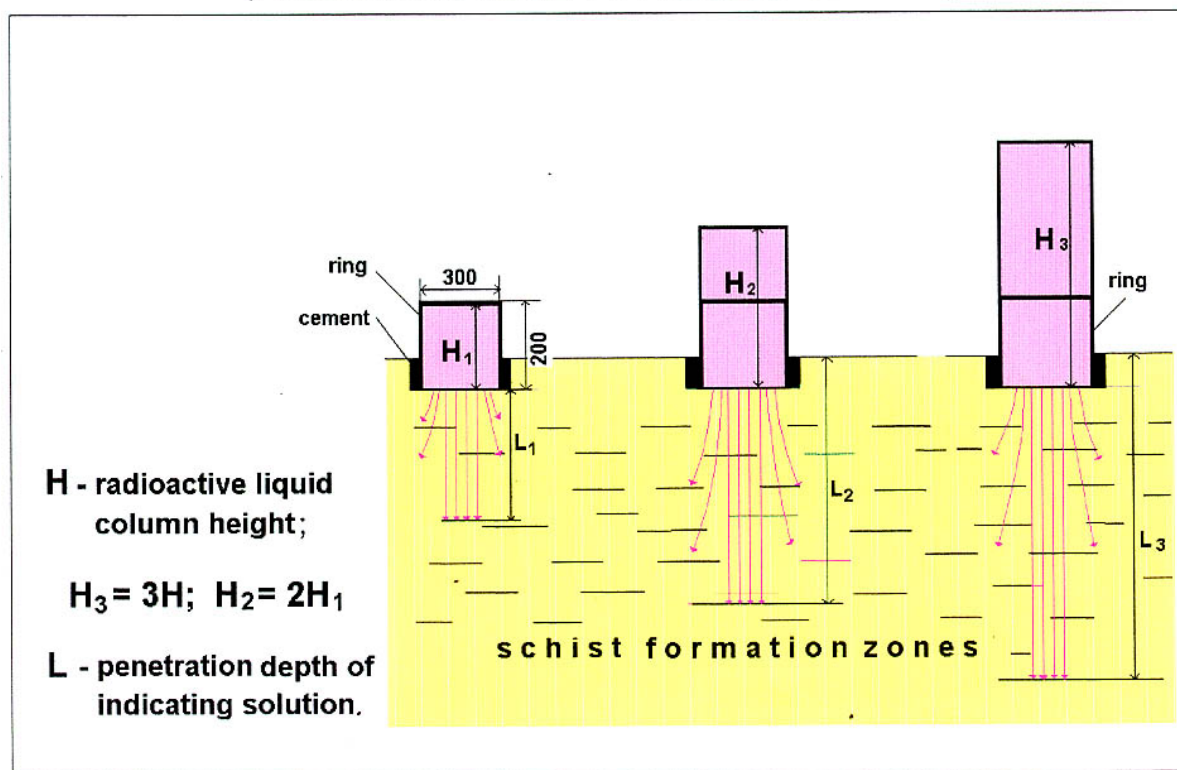 H₃
H₂
300
ring
ring
cement
H₁
200
L₁
L₂
L₃
H - radioactive liquid
column height;
H₃ = 3H; H₂ = 2H₁
schist formation zones
L - penetration depth of
indicating solution.